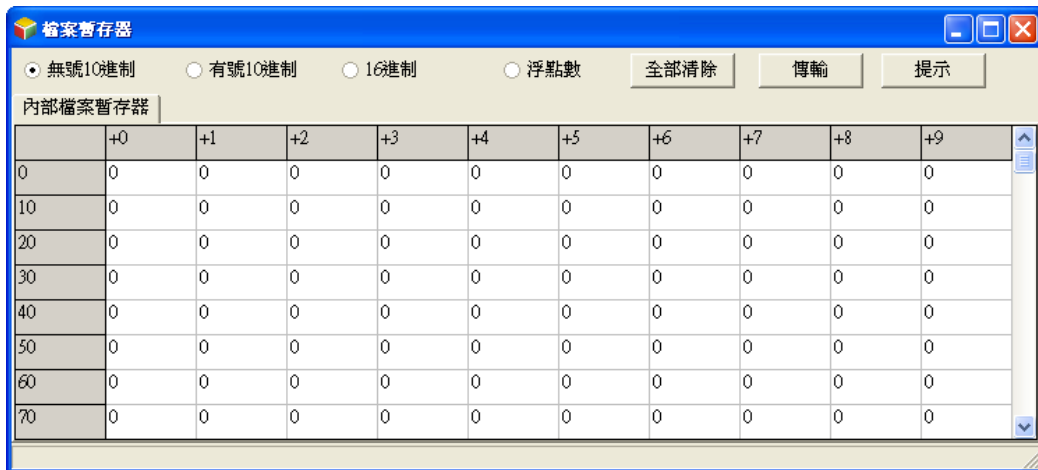 檔案暫存器
無號10進制 有號10進制 16進制 浮點數 全部清除 傳輸 提示
內部檔案暫存器
+0 +1 +2 +3 +4 +5 +6 +7 +8 +9
0 0 0 0 0 0 0 0 0 0 0
10 0 0 0 0 0 0 0 0 0 0
20 0 0 0 0 0 0 0 0 0 0
30 0 0 0 0 0 0 0 0 0 0
40 0 0 0 0 0 0 0 0 0 0
50 0 0 0 0 0 0 0 0 0 0
60 0 0 0 0 0 0 0 0 0 0
70 0 0 0 0 0 0 0 0 0 0